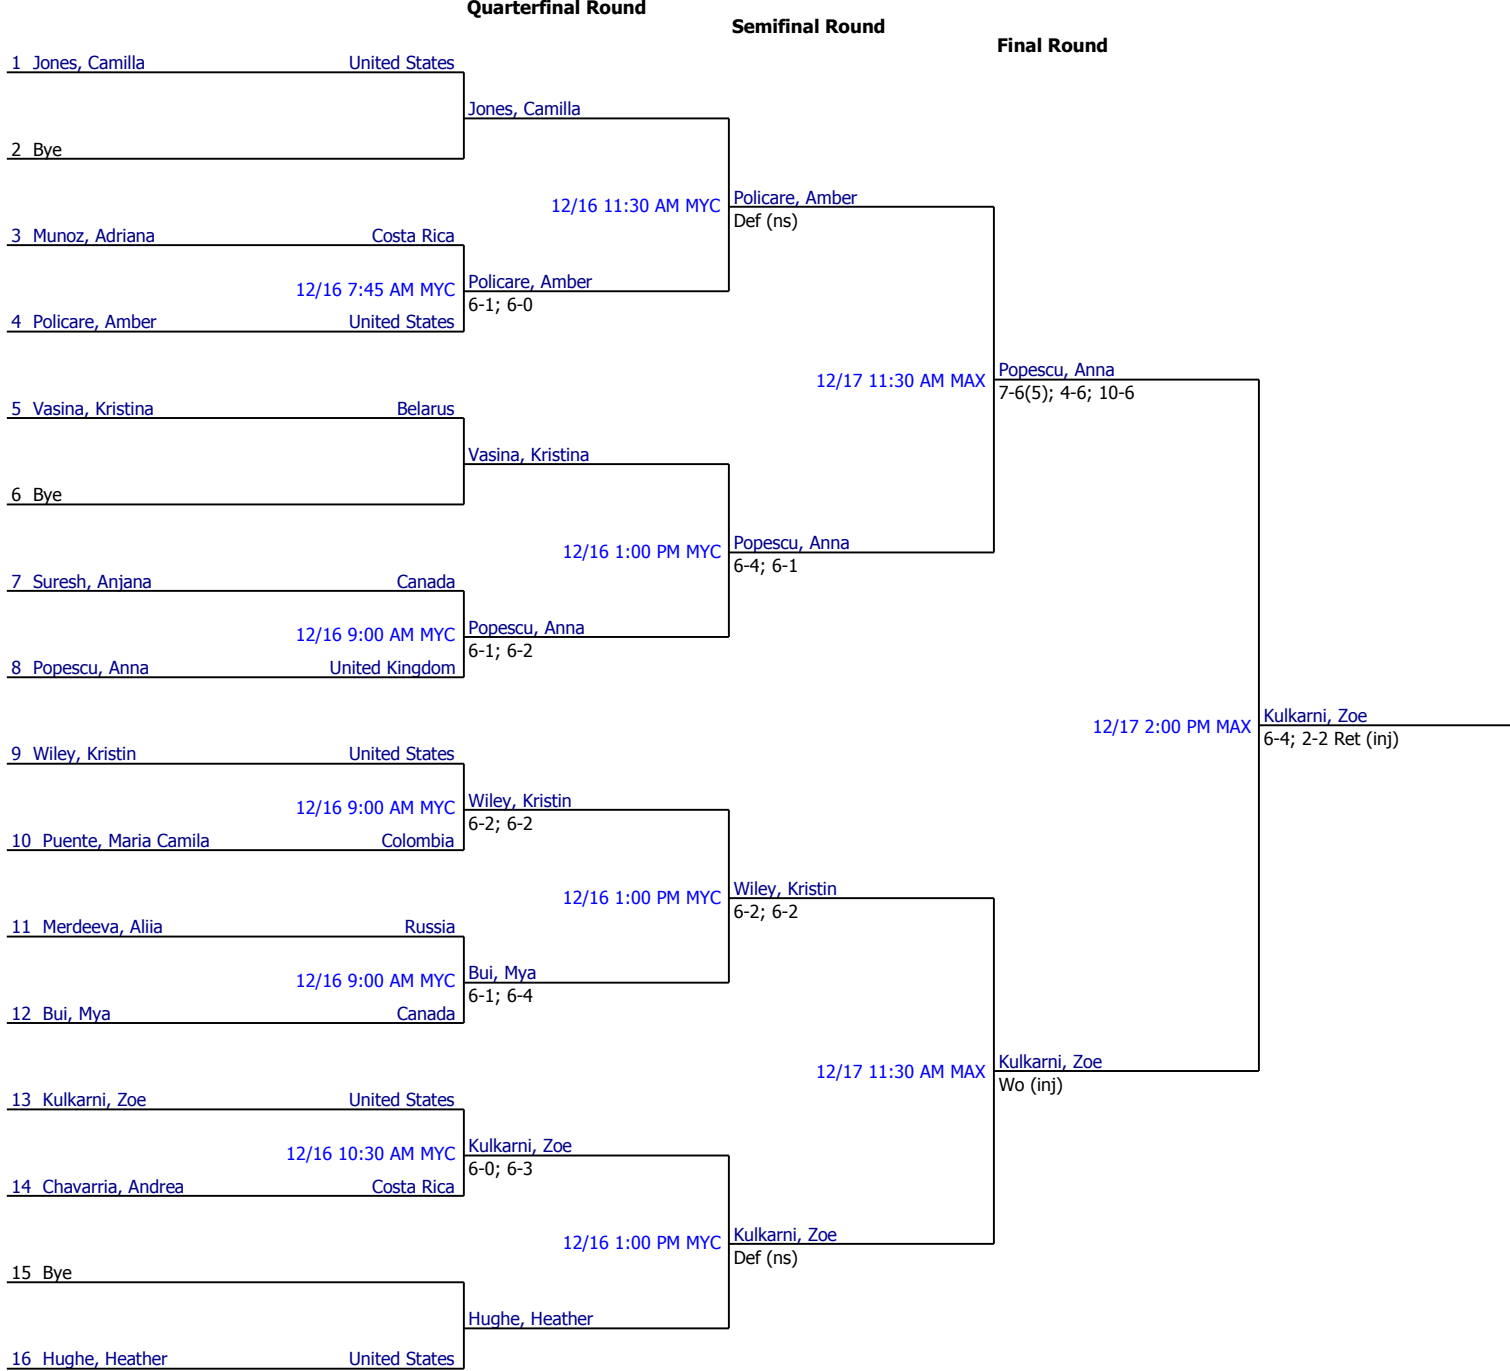 Quarterfinal Round
Semifinal Round
Final Round
1 Jones, Camilla United States
Jones, Camilla
2 Bye
12/16 11:30 AM MYC Policare, Amber
Def (ns)
3 Munoz, Adriana Costa Rica
12/16 7:45 AM MYC Policare, Amber
6-1; 6-0
4 Policare, Amber United States
12/17 11:30 AM MAX Popescu, Anna
7-6(5); 4-6; 10-6
5 Vasina, Kristina Belarus
Vasina, Kristina
6 Bye
12/16 1:00 PM MYC Popescu, Anna
6-4; 6-1
7 Suresh, Anjana Canada
12/16 9:00 AM MYC Popescu, Anna
6-1; 6-2
8 Popescu, Anna United Kingdom
12/17 2:00 PM MAX Kulkarni, Zoe
6-4; 2-2 Ret (inj)
9 Wiley, Kristin United States
12/16 9:00 AM MYC Wiley, Kristin
6-2; 6-2
10 Puente, Maria Camila Colombia
12/16 1:00 PM MYC Wiley, Kristin
6-2; 6-2
11 Merdeeva, Aliia Russia
12/16 9:00 AM MYC Bui, Mya
6-1; 6-4
12 Bui, Mya Canada
12/17 11:30 AM MAX Kulkarni, Zoe
Wo (inj)
13 Kulkarni, Zoe United States
12/16 10:30 AM MYC Kulkarni, Zoe
6-0; 6-3
14 Chavarria, Andrea Costa Rica
12/16 1:00 PM MYC Kulkarni, Zoe
Def (ns)
15 Bye
Hughe, Heather
16 Hughe, Heather United States